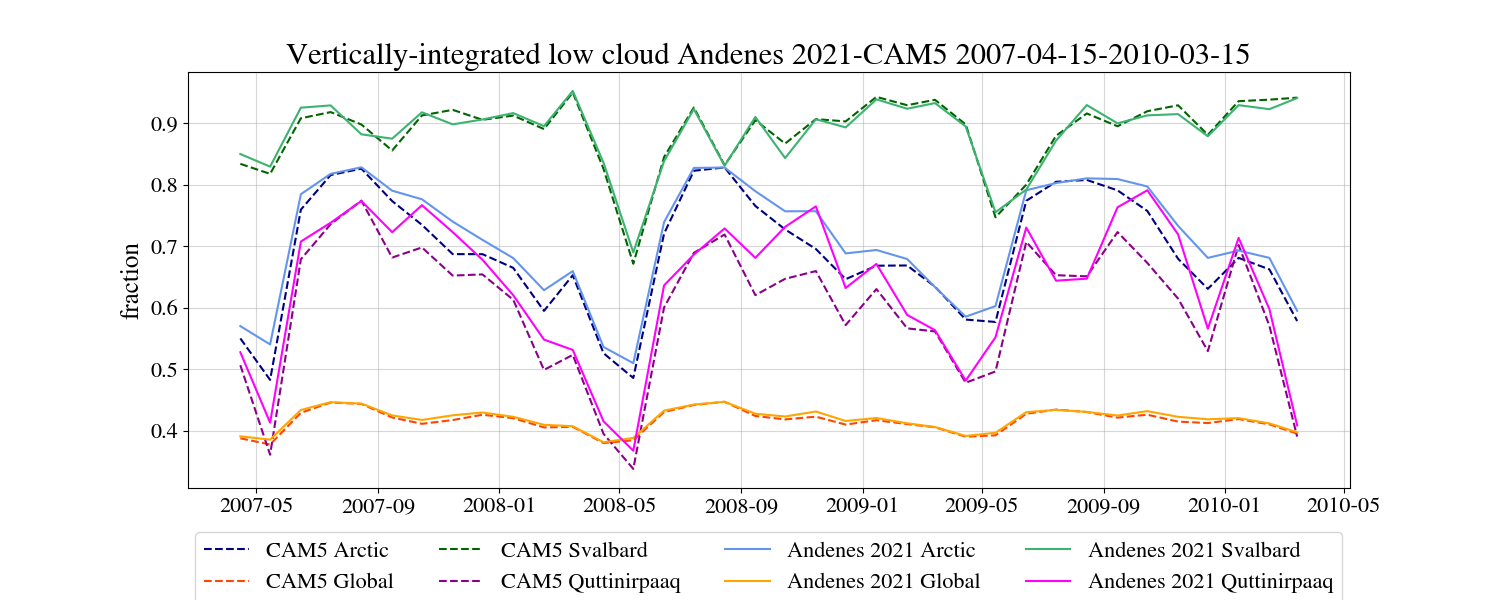 Vertically-integrated low cloud Andenes 2021-CAM5 2007-04-15-2010-03-15
fraction
0.9
0.8
0.7
0.6
0.5
0.4
2007-05 2007-09 2008-01 2008-05 2008-09 2009-01 2009-05 2009-09 2010-01 2010-05
CAM5 Arctic CAM5 Svalbard Andenes 2021 Arctic Andenes 2021 Svalbard
CAM5 Global CAM5 Quttinirpaaq Andenes 2021 Global Andenes 2021 Quttinirpaaq